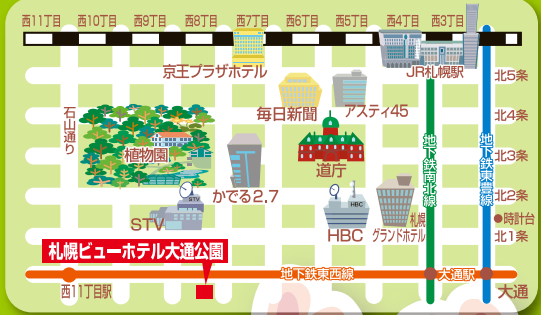 西11丁目 西10丁目 西9丁目 西8丁目 西7丁目 西6丁目 西5丁目 西4丁目 西3丁目
京王プラザホテル
JR札幌駅
北5条
毎日新聞
アスティ45
石山通り
北4条
植物園
道庁
地下鉄南北線
地下鉄東豊線
北3条
かでる2.7
北2条
STV
STV
HBC
HBC
札幌
グランドホテル
時計台
北1条
札幌ビューホテル大通公園
地下鉄東西線
大通駅
西11丁目駅
大通